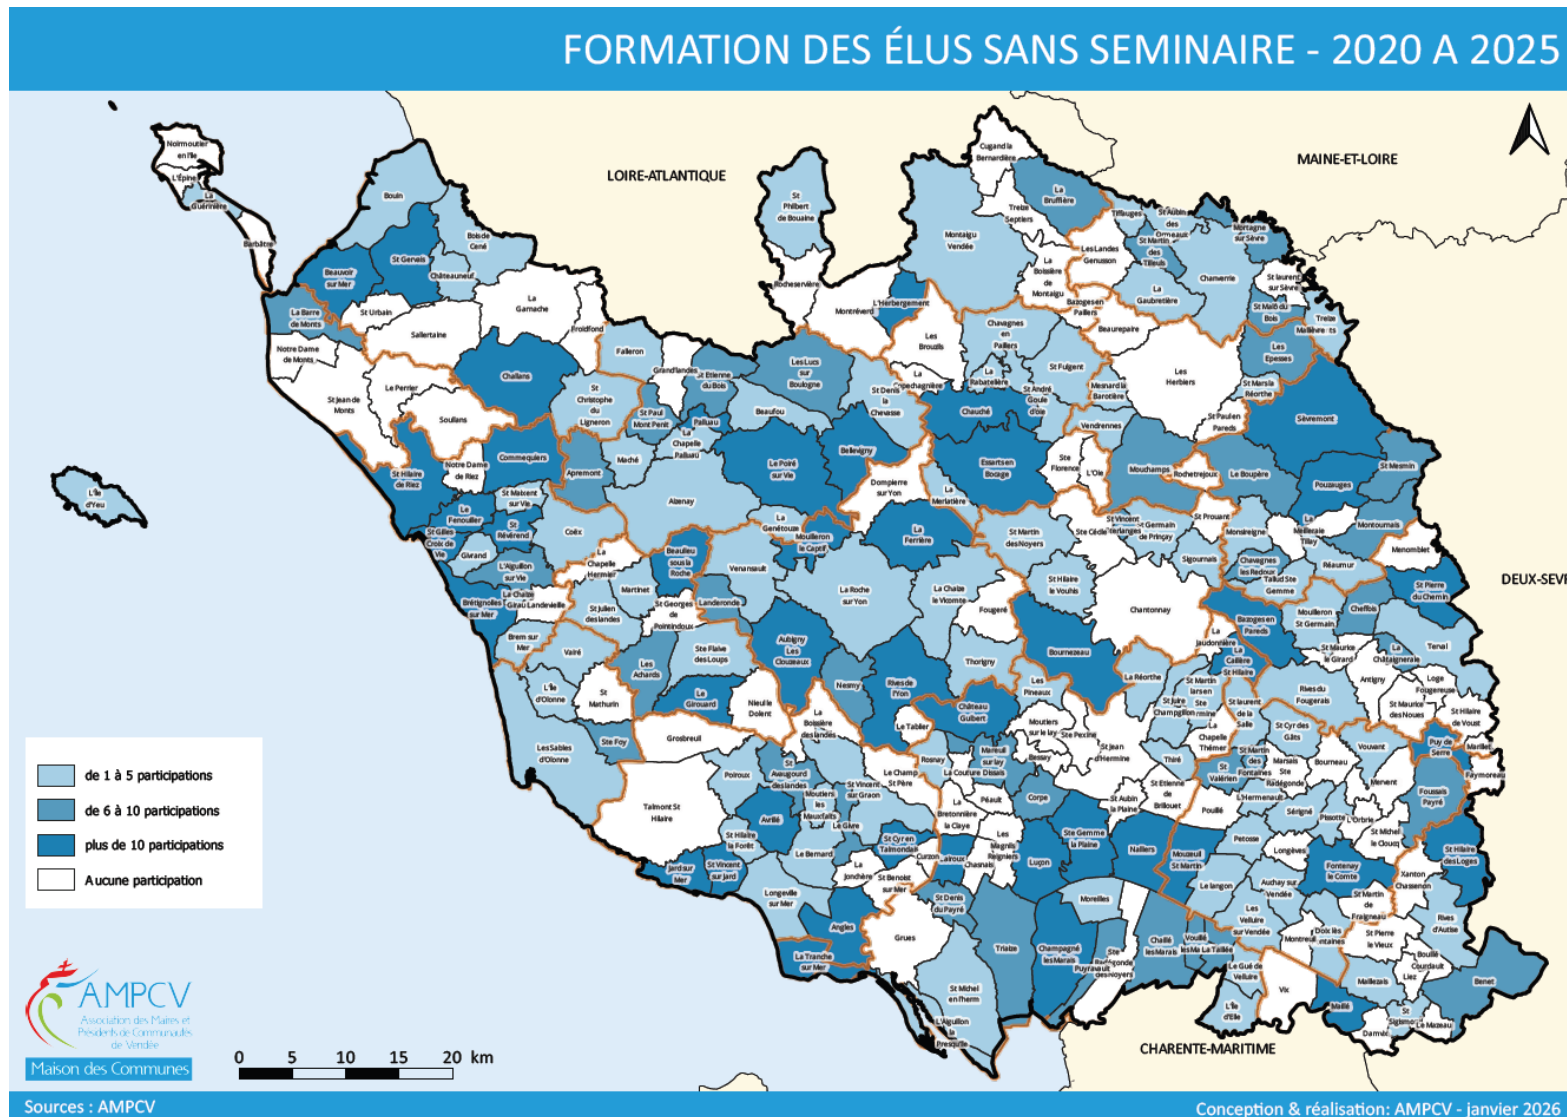 FORMATION DES ÉLUS SANS SEMINAIRE - 2020 A 2025
LOIRE-ATLANTIQUE
MAINE-ET-LOIRE
DEUX-SEV
CHARENTE-MARITIME
Noirmoutier
en l'île
L'Épine
La
Guérinière
Barbâtre
Bouin
Bois de
Cené
St Gervais
Beauvoir
sur Mer
Châteauneuf
La Barre
de Monts
St Urbain
Sallertaine
La
Garnache
Froidfond
Notre Dame
de Monts
Le Perrier
St Jean de
Monts
Soullans
Challans
St
Christophe
du
Ligneron
Falleron
Grand'landes
St Etienne
du Bois
Les Lucs
sur
Boulogne
St Paul
Mont Penit
Palluau
La
Chapelle
Palluau
Beaufou
St Denis
la
Chevasse
St
Philbert
de Bouaine
Rocheservière
Montréverd
L'Herbergement
Montaigu
Vendée
Cugand la
Bernardière
Treize
Septiers
La
Bruffière
La
Boissière
de
Montaigu
Les Landes
Genusson
Tiffauges
St Aubin
des
Ormeaux
St Martin
des
Tilleuls
Mortagne
sur Sèvre
La
Gaubretière
Chanverrie
St laurent
sur Sèvre
St Malô du
Bois
Treize
Les
Epesses
Bazoges en
Paillers
Beaurepaire
Les
Brouzils
Chavagnes
en
Paillers
La
Rabatelière
St Fulgent
St André
Goule
d'oie
Mesnard la
Barotière
Les
Herbiers
St Mars la
Réorthe
St Paul en
Pareds
Vendrennes
Chauché
Essarts en
Bocage
Ste
Florence
L'Oie
Mouchamps
Rochetrejoux
Le Boupère
Sèvremont
St Mesmin
Pouzauges
Montournais
Menomblet
St Hilaire
de Riez
Notre Dame
de Riez
Commequiers
Apremont
Maché
Le Poiré
sur Vie
Bellevigny
Dompierre
sur Yon
La
Merlatière
L'île
d'Yeu
St Maixent
sur Vie
Le
Fenouiller
St
Révérend
St Gilles
Croix de
Vie
Givrand
Coëx
Aizenay
La
Genétouze
Mouilleron
le Captif
La
Ferrière
L'Aiguillon
sur Vie
La
Chapelle
Hermier
Beaulieu
sous la
Roche
Venansault
Martinet
Landeronde
La Roche
sur Yon
La Chaize
le Vicomte
Fougeré
Brétignolles
sur Mer
La Chaize
Giraud
Landevieille
St Julien
des landes
St Georges
de
Pointindoux
Brem sur
Mer
Vairé
Les
Achards
Ste Flaive
des Loups
Aubigny
Les
Clouzeaux
Nesmy
Rives de
l'Yon
Thorigny
Bournezeau
St Martin
des Noyers
Ste Cécile
St Vincent
Sterlanges
St Germain
de Prinçay
St Prouant
Sigournais
Monsireigne
St Hilaire
le Vouhis
Chantonnay
Chavagnes
les Redoux
Tallud Ste
Gemme
Réaumur
St Pierre
du Chemin
Mouilleron
St Germain
Cheffois
Bazoges en
Pareds
La
Jaudonnière
St Maurice
le Girard
La
Châtaigneraie
Antigny
Loge
Fougereuse
St Maurice
des Noues
St Hilaire
de Voust
L'île
d'Olonne
St
Mathurin
Le
Girouard
Nieul le
Dolent
La
Boissière
des landes
Le Tablier
Château
Guibert
Les
Pineaux
La Réorthe
La
Caillère
St Hilaire
Rives du
Fougerais
Les Sables
d'Olonne
Ste Foy
Grosbreuil
Talmont St
Hilaire
Poiroux
St
Avaugourd
des landes
Moutiers
les
Mauxfaits
St Vincent
sur Graon
Le Champ
St Père
Rosnay
La Couture
Dissais
Mareuil
sur lay
Moutiers
sur le lay
Bessay
Ste Pexine
St Jean
d'Hermine
La
Chapelle
Thémer
St laurent
de la
Salle
St Cyr des
Gâts
Thiré
St
Valérien
St Martin
des
Fontaines
Marsais
Ste
Radégonde
Bourneau
Vouvant
Mervent
Puy de
Serre
Marillet
Faymoreau
Foussais
Payré
Avrillé
Le Givre
St Hilaire
la Forêt
Le Bernard
St Cyr en
Talmondais
La
Bretonnière
la Claye
Péault
Corpe
St Aubin
la Plaine
St Etienne
de
Brillouet
Pouillé
L'Hermenault
Sérigné
Pissotte
L'Orbrie
St Michel
le Cloucq
Jard sur
Mer
St Vincent
sur Jard
Longeville
sur Mer
La
Jonchère
St Benoist
sur Mer
Curzon
Lairoux
Chasnais
Les
Magnils
Reigniers
Luçon
Ste Gemme
la Plaine
Nalliers
Mouzeuil
St Martin
Petosse
Longèves
Fontenay
le Comte
St Hilaire
des Loges
Angles
La Tranche
sur Mer
Grues
St Denis
du Payré
Triaize
Champagné
les Marais
Moreilles
Puyravault
Chaillé
les Marais
Vouillé
Le langon
Auchay sur
Vendée
St Martin
de
Fraigneau
Xanton
Chassenon
Les
Velluire
sur Vendée
Montreuil
Doix lès
Fontaines
St Pierre
le Vieux
Rives
d'Autise
Bouillé
Courdault
Liez
Maillezais
Benet
St Michel
en l'herm
L'Aiguillon
la
Presqu'île
Le Gué de
Velluire
L'île
d'Elle
Vix
Maillé
Damvix
St
Sigismond
Le Mazeau
de 1 à 5 participations
de 6 à 10 participations
plus de 10 participations
Aucune participation
AMPCV
Association des Maires et
Présidents de Communautés
de Vendée
Maison des Communes
0 5 10 15 20 km
Sources : AMPCV
Conception & réalisation: AMPCV - janvier 2026